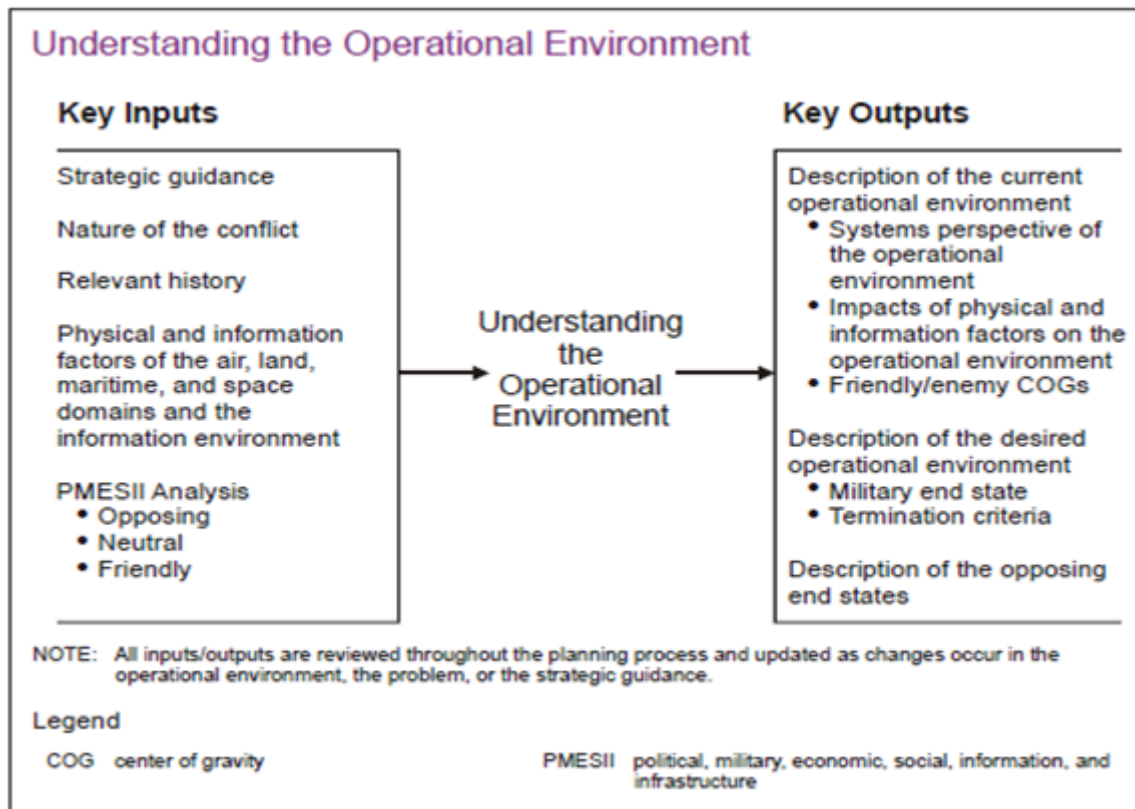 Understanding the Operational Environment
Key Inputs
Strategic guidance
Nature of the conflict
Relevant history
Physical and information
factors of the air, land,
maritime, and space
domains and the
information environment
PMESII Analysis
• Opposing
• Neutral
• Friendly
Understanding
the
Operational
Environment
Key Outputs
Description of the current
operational environment
• Systems perspective of
the operational
environment
• Impacts of physical and
information factors on the
operational environment
• Friendly/enemy COGs
Description of the desired
operational environment
• Military end state
• Termination criteria
Description of the opposing
end states
NOTE: All inputs/outputs are reviewed throughout the planning process and updated as changes occur in the
operational environment, the problem, or the strategic guidance.
Legend
COG center of gravity
PMESII political, military, economic, social, information, and
infrastructure